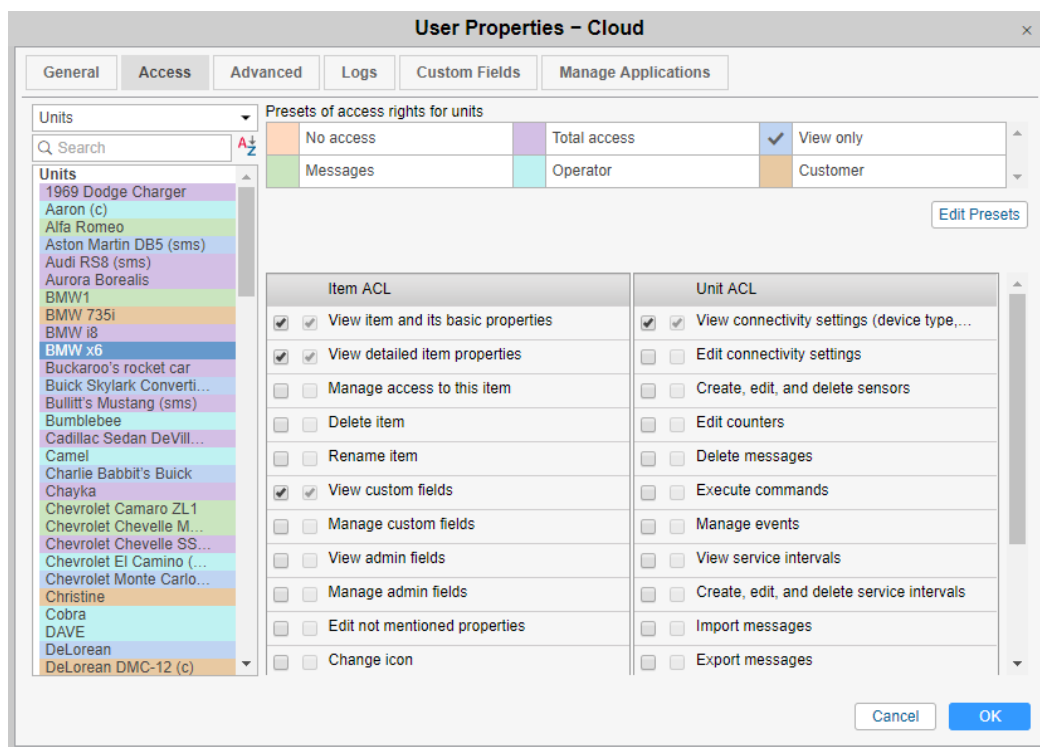 User Properties – Cloud
General Access Advanced Logs Custom Fields Manage Applications
Units
Search
Units
1969 Dodge Charger
Aaron (c)
Alfa Romeo
Aston Martin DB5 (sms)
Audi RS8 (sms)
Aurora Borealis
BMW1
BMW 735i
BMW i8
BMW x6
Buckaroo's rocket car
Buick Skylark Converti...
Bullitt's Mustang (sms)
Bumblebee
Cadillac Sedan DeVill...
Camel
Charlie Babbit's Buick
Chayka
Chevrolet Camaro ZL1
Chevrolet Chevelle M...
Chevrolet Chevelle SS...
Chevrolet El Camino (...
Chevrolet Monte Carlo...
Christine
Cobra
DAVE
DeLorean
DeLorean DMC-12 (c)
Presets of access rights for units
No access Total access View only
Messages Operator Customer
Edit Presets
Item ACL
View item and its basic properties
View detailed item properties
Manage access to this item
Delete item
Rename item
View custom fields
Manage custom fields
View admin fields
Manage admin fields
Edit not mentioned properties
Change icon
Unit ACL
View connectivity settings (device type,...
Edit connectivity settings
Create, edit, and delete sensors
Edit counters
Delete messages
Execute commands
Manage events
View service intervals
Create, edit, and delete service intervals
Import messages
Export messages
Cancel OK